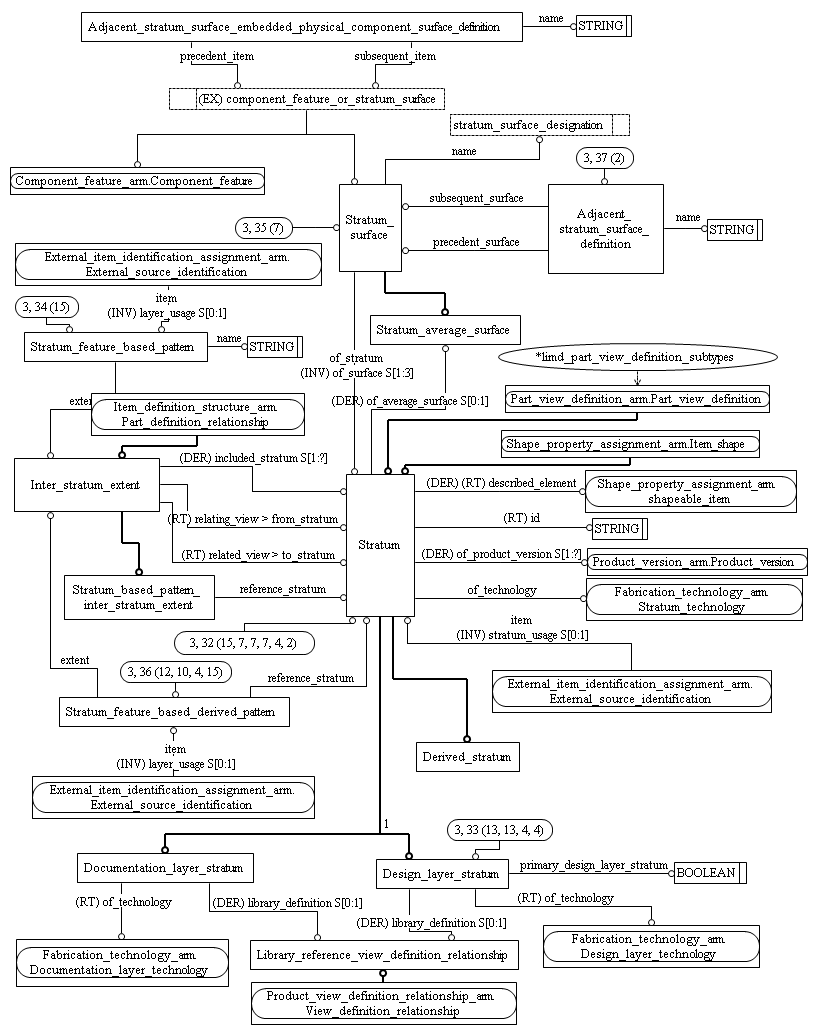 Adjacent_stratum_surface_embedded_physical_component_surface_definition
name
STRING
precedent_item
subsequent_item
(EX) component_feature_or_stratum_surface
stratum_surface_designation
name
3, 37 (2)
Component_feature_arm.Component_feature
Stratum_
surface
subsequent_surface
precedent_surface
Adjacent_
stratum_surface_
definition
name
STRING
3, 35 (7)
External_item_identification_assignment_arm.
External_source_identification
item
(INV) layer_usage S[0:1]
3, 34 (15)
Stratum_feature_based_pattern
name
STRING
Stratum_average_surface
of_stratum
(INV) of_surface S[1:3]
*limd_part_view_definition_subtypes
(DER) of_average_surface S[0:1]
Part_view_definition_arm.Part_view_definition
Item_definition_structure_arm.
Part_definition_relationship
Shape_property_assignment_arm.Item_shape
(DER) included_stratum S[1:?]
Inter_stratum_extent
(DER) (RT) described_element
Shape_property_assignment_arm.
shapeable_item
(RT) relating_view > from_stratum
(RT) id
STRING
Stratum
(RT) related_view > to_stratum
(DER) of_product_version S[1:?]
Product_version_arm.Product_version
Stratum_based_pattern_
inter_stratum_extent
reference_stratum
of_technology
Fabrication_technology_arm.
Stratum_technology
item
(INV) stratum_usage S[0:1]
3, 32 (15, 7, 7, 7, 4, 2)
extent
3, 36 (12, 10, 4, 15)
reference_stratum
External_item_identification_assignment_arm.
External_source_identification
Stratum_feature_based_derived_pattern
item
(INV) layer_usage S[0:1]
Derived_stratum
External_item_identification_assignment_arm.
External_source_identification
1
3, 33 (13, 13, 4, 4)
Documentation_layer_stratum
Design_layer_stratum
primary_design_layer_stratum
BOOLEAN
(RT) of_technology
(DER) library_definition S[0:1]
(RT) of_technology
(DER) library_definition S[0:1]
Fabrication_technology_arm.
Documentation_layer_technology
Library_reference_view_definition_relationship
Fabrication_technology_arm.
Design_layer_technology
Product_view_definition_relationship_arm.
View_definition_relationship